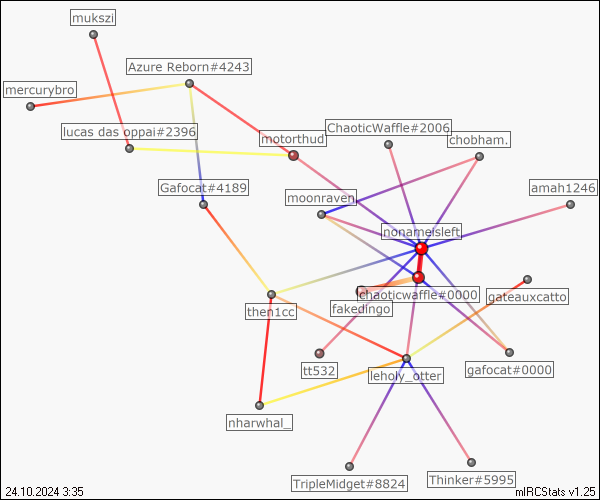 mukszi
Azure Reborn#4243
mercurybro
lucas das oppai#2396
motorthud
ChaoticWaffle#2006
chobham.
Gafocat#4189
moonraven
amah1246
nonameisleft
chaoticwaffle#0000
gateauxcatto
fakedingo
then1cc
tt532
leholy_otter
gafocat#0000
nharwhal_
TripleMidget#8824
Thinker#5995
24.10.2024 3:35
mIRCStats v1.25